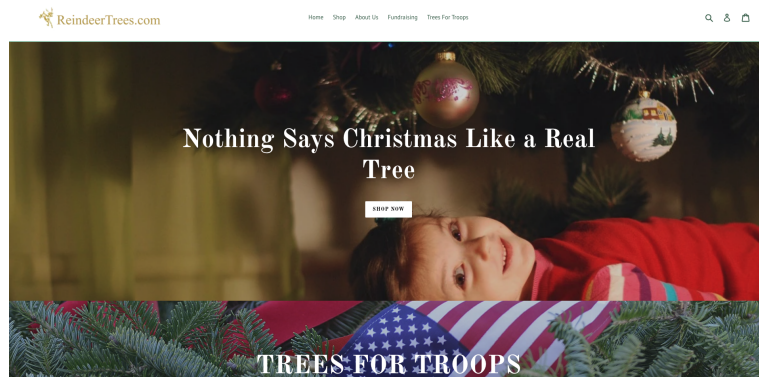 ReindeerTrees.com
Home Shop About Us Fundraising Trees For Troops
Nothing Says Christmas Like a Real
Tree
SHOP NOW
TREES FOR TROOPS